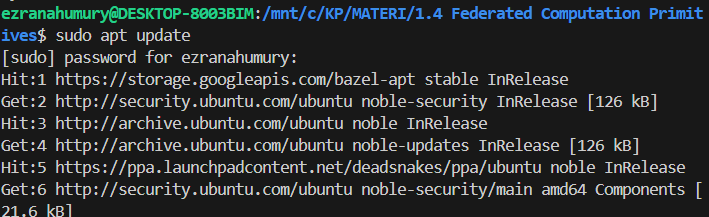 ezranahumury@DESKTOP-8003BIM:/mnt/c/KP/MATERI/1.4 Federated Computation Primit
ives$ sudo apt update
[sudo] password for ezranahumury:
Hit:1 https://storage.googleapis.com/bazel-apt stable InRelease
Get:2 http://security.ubuntu.com/ubuntu noble-security InRelease [126 kB]
Hit:3 http://archive.ubuntu.com/ubuntu noble InRelease
Get:4 http://archive.ubuntu.com/ubuntu noble-updates InRelease [126 kB]
Hit:5 https://ppa.launchpadcontent.net/deadsnakes/ppa/ubuntu noble InRelease
Get:6 http://security.ubuntu.com/ubuntu noble-security/main amd64 Components [
21.6 kB]